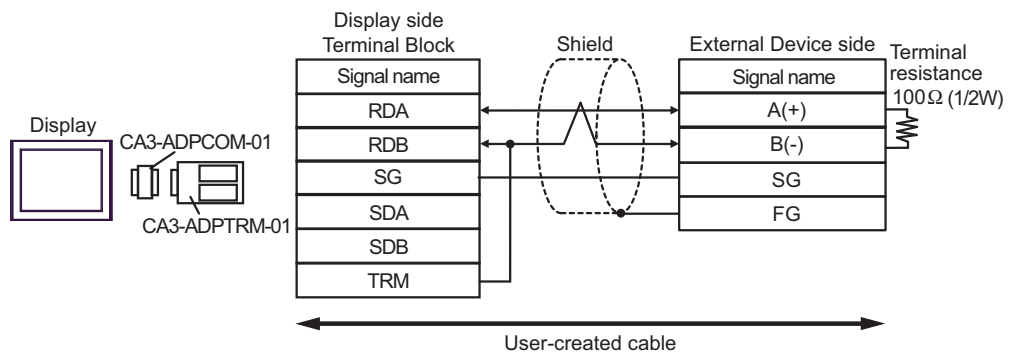 Display side
Terminal Block
Shield
External Device side
Terminal
resistance
100Ω (1/2W)
Signal name
Signal name
RDA
A(+)
Display
CA3-ADPCOM-01
RDB
B(-)
SG
SG
CA3-ADPTRM-01
SDA
FG
SDB
TRM
User-created cable